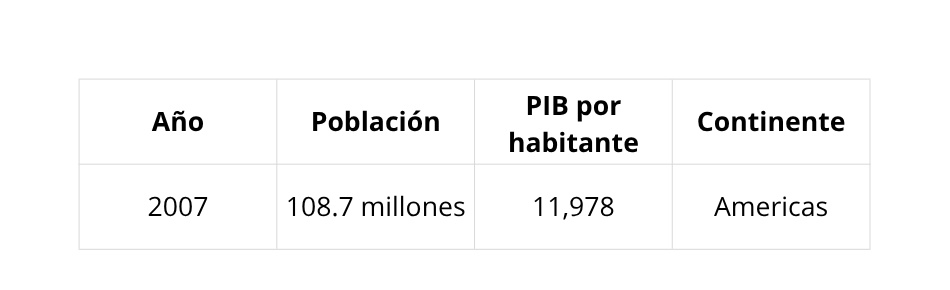 Año Población PIB por habitante Continente
2007 108.7 millones 11,978 Americas